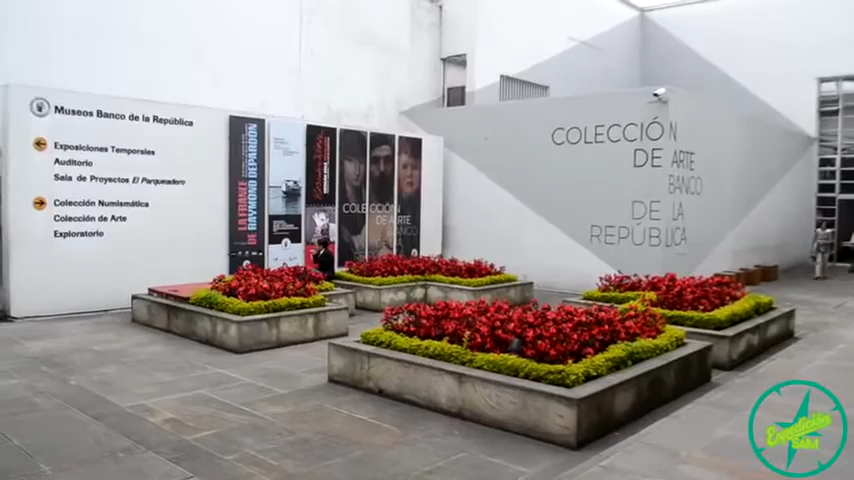 Museos Banco de la República
Exposiciones Temporales
Auditorio
Sala de Proyectos El Parqueadero
Colección Numismática
Colección de Arte
Exploratorio
LA FRANCE
DE RAYMOND DEPARDON
COLECCIÓN
DE ARTE
BANCO
COLECCIÓN
DE ARTE
BANCO
DE LA
REPÚBLICA
Expedición
SAM